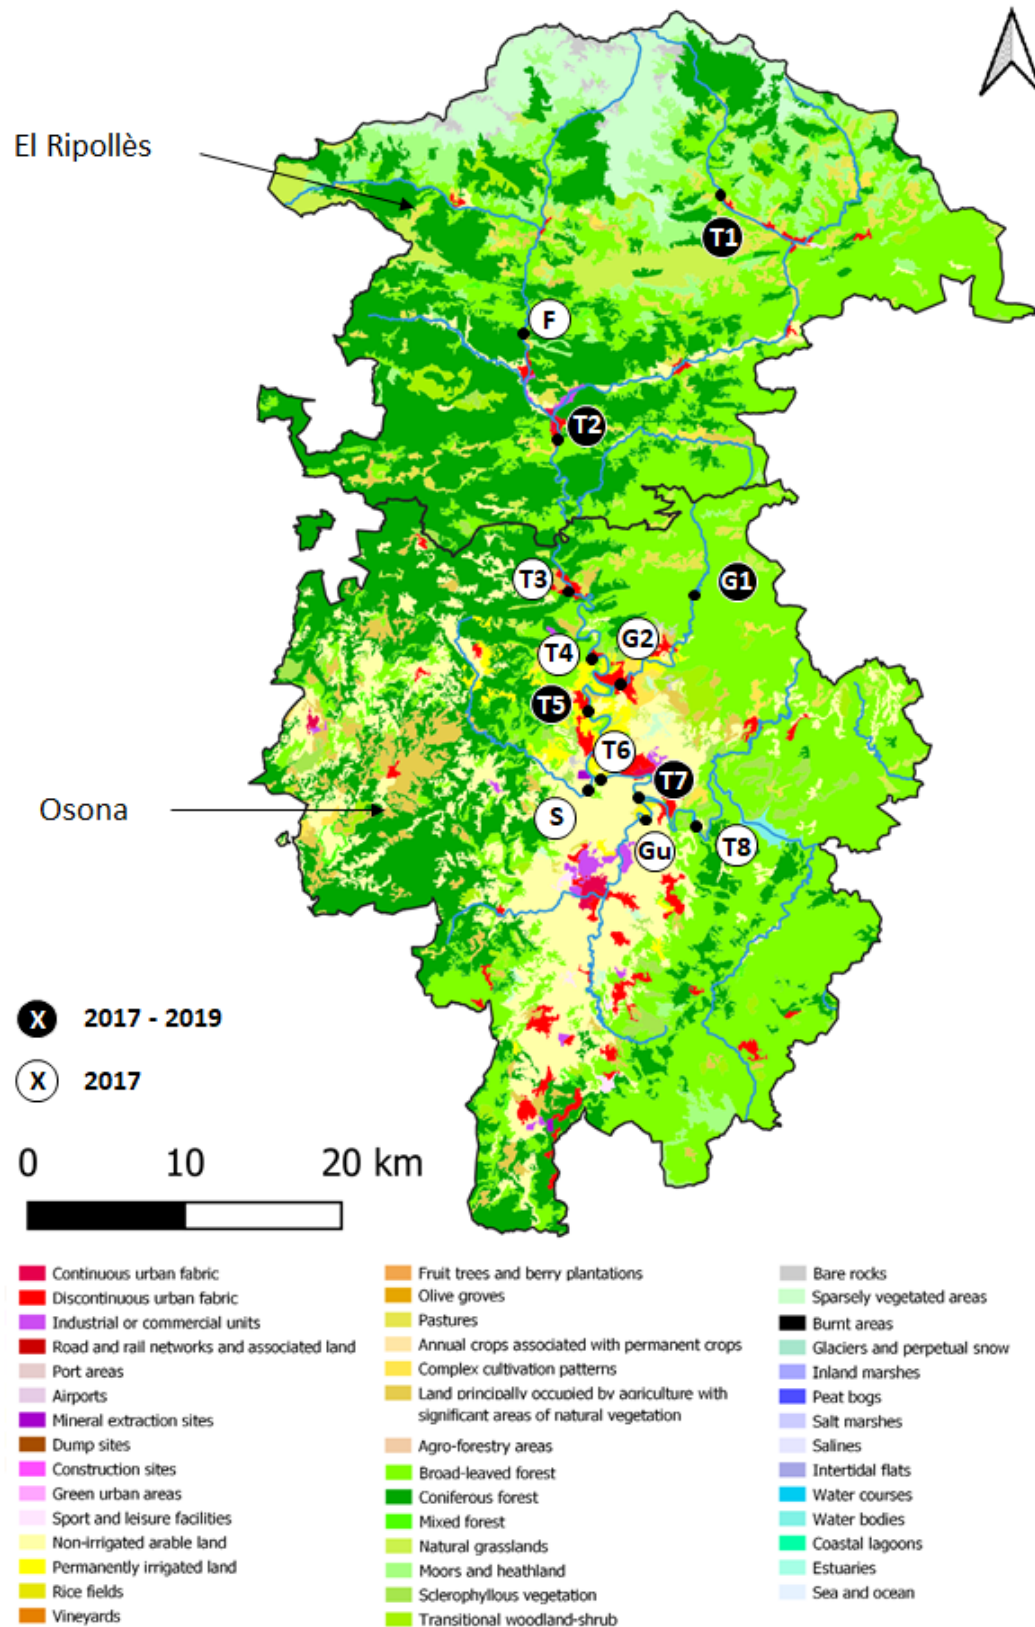 El Ripollès
T1
F
T2
T3
G1
G2
T4
T5
T6
T7
Osona
S
Gu
T8
X 2017 - 2019
X 2017
0 10 20 km
Continuous urban fabric
Discontinuous urban fabric
Industrial or commercial units
Road and rail networks and associated land
Port areas
Airports
Mineral extraction sites
Dump sites
Construction sites
Green urban areas
Sport and leisure facilities
Non-irrigated arable land
Permanently irrigated land
Rice fields
Vineyards
Fruit trees and berry plantations
Olive groves
Pastures
Annual crops associated with permanent crops
Complex cultivation patterns
Land principally occupied by agriculture with
significant areas of natural vegetation
Agro-forestry areas
Broad-leaved forest
Coniferous forest
Mixed forest
Natural grasslands
Moors and heathland
Sclerophyllous vegetation
Transitional woodland-shrub
Bare rocks
Sparsely vegetated areas
Burnt areas
Glaciers and perpetual snow
Inland marshes
Peat bogs
Salt marshes
Salines
Intertidal flats
Water courses
Water bodies
Coastal lagoons
Estuaries
Sea and ocean